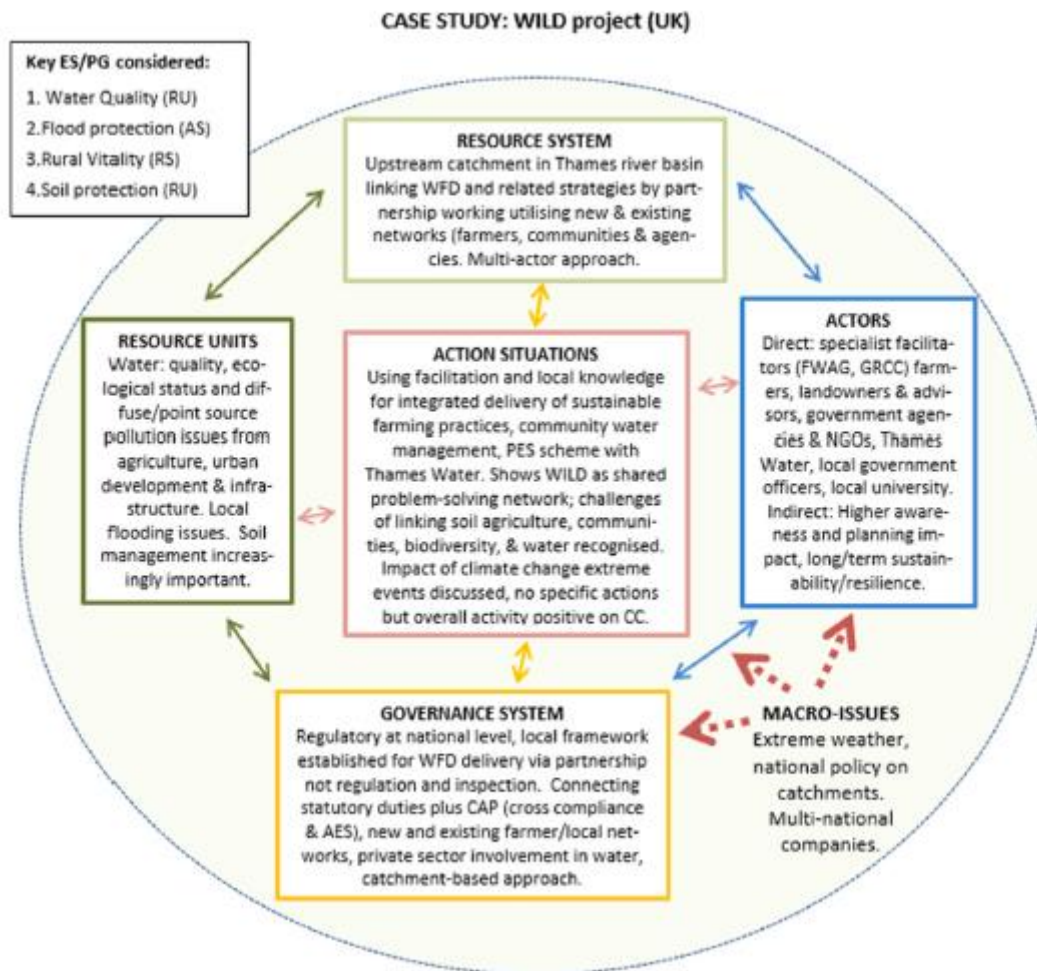 CASE STUDY: WILD project (UK)
Key ES/PG considered:
1. Water Quality (RU)
2.Flood protection (AS)
3.Rural Vitality (RS)
4.Soil protection (RU)
RESOURCE SYSTEM
Upstream catchment in Thames river basin
linking WFD and related strategies by part-
nership working utilising new & existing
networks (farmers, communities & agen-
cies. Multi-actor approach.
RESOURCE UNITS
Water: quality, eco-
logical status and dif-
fuse/point source
pollution issues from
agriculture, urban
development & infra-
structure. Local
flooding issues. Soil
management increas-
ingly important.
ACTION SITUATIONS
Using facilitation and local knowledge
for integrated delivery of sustainable
farming practices, community water
management, PES scheme with
Thames Water. Shows WILD as shared
problem-solving network; challenges
of linking soil agriculture, communi-
ties, biodiversity, & water recognised.
Impact of climate change extreme
events discussed, no specific actions
but overall activity positive on CC.
ACTORS
Direct: specialist facilita-
tors (FWAG, GRCC) farm-
ers, landowners & advi-
sors, government agen-
cies & NGOs, Thames
Water, local government
officers, local university.
Indirect: Higher aware-
ness and planning im-
pact, long/term sustain-
ability/resilience.
GOVERNANCE SYSTEM
Regulatory at national level, local framework
established for WFD delivery via partnership
not regulation and inspection. Connecting
statutory duties plus CAP (cross compliance
& AES), new and existing farmer/local net-
works, private sector involvement in water,
catchment-based approach.
MACRO-ISSUES
Extreme weather,
national policy on
catchments.
Multi-national
companies.